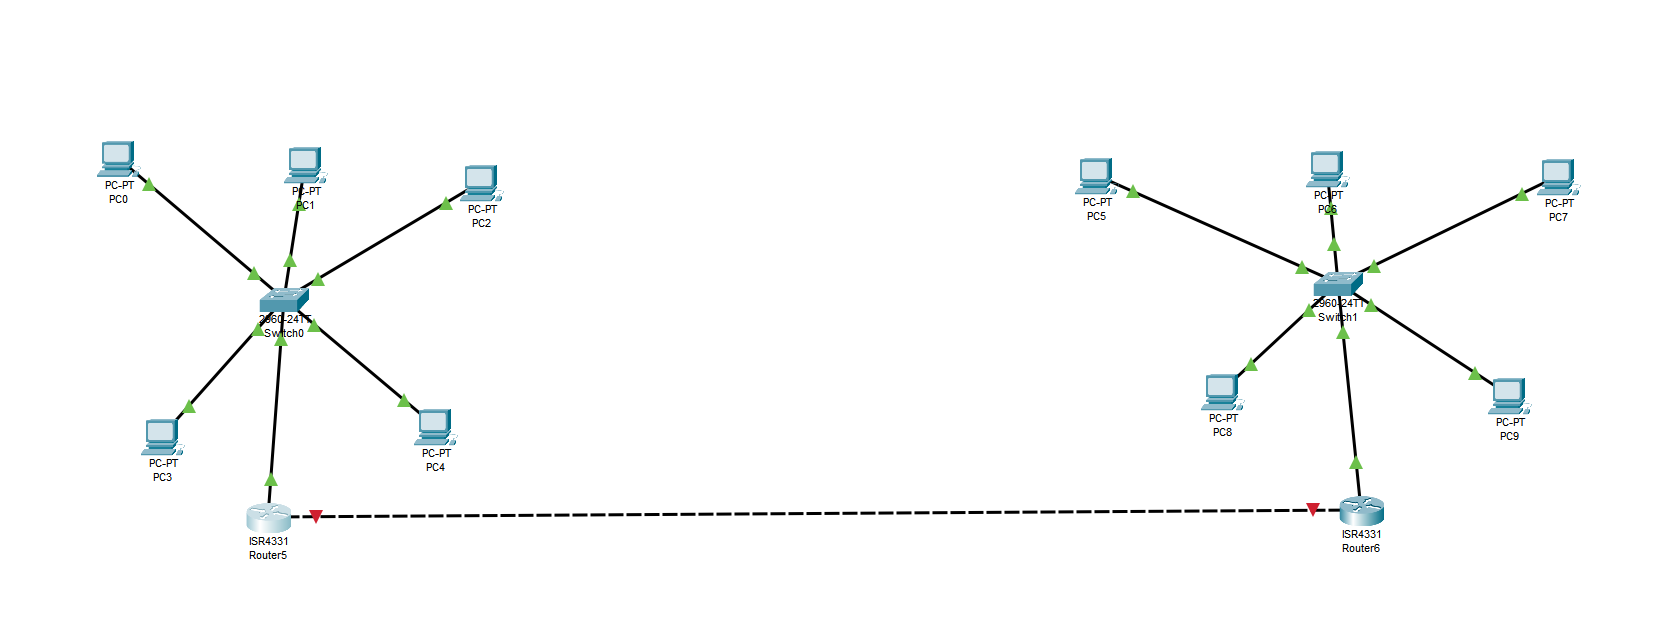 PC-PT
PC0
PC-PT
PC1
PC-PT
PC2
2960-24TT
Switch0
PC-PT
PC3
PC-PT
PC4
ISR4331
Router5
PC-PT
PC5
PC-PT
PC6
PC-PT
PC7
2960-24TT
Switch1
PC-PT
PC8
PC-PT
PC9
ISR4331
Router6